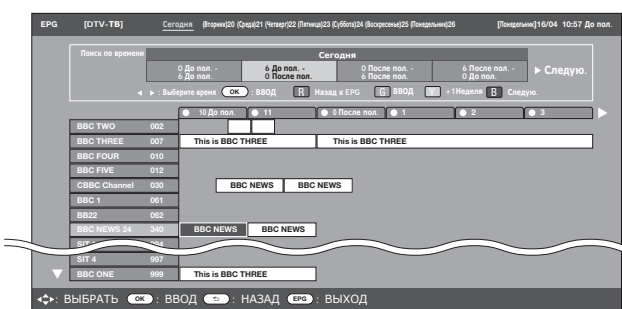 EPG [DTV-TB] Сегодня (Вторник)20 (Среда)21 (Четверг)22 (Пятница)23 (Суббота)24 (Воскресенье)25 (Понедельник)26 [Понедельник]16/04 10:57 До пол.
Поиск по времени Сегодня
0 До пол. - 6 До пол. - 0 После пол. - 6 После пол. - Следую.
6 До пол. 0 После пол. 6 После пол. 0 До пол.
: Выберите время OK : ВВОД R Назад к EPG G ВВОД Y +1Неделя B Следую.
10 До пол. 11 0 После пол. 1 2 3
BBC TWO 002
BBC THREE 007 This is BBC THREE This is BBC THREE
BBC FOUR 010
BBC FIVE 012
CBBC Channel 030 BBC NEWS BBC NEWS
BBC 1 061
BB22 062
BBC NEWS 24 340 BBC NEWS BBC NEWS
SIT 4 997
BBC ONE 999 This is BBC THREE
: ВЫБРАТЬ OK : ВВОД : НАЗАД EPG : ВЫХОД